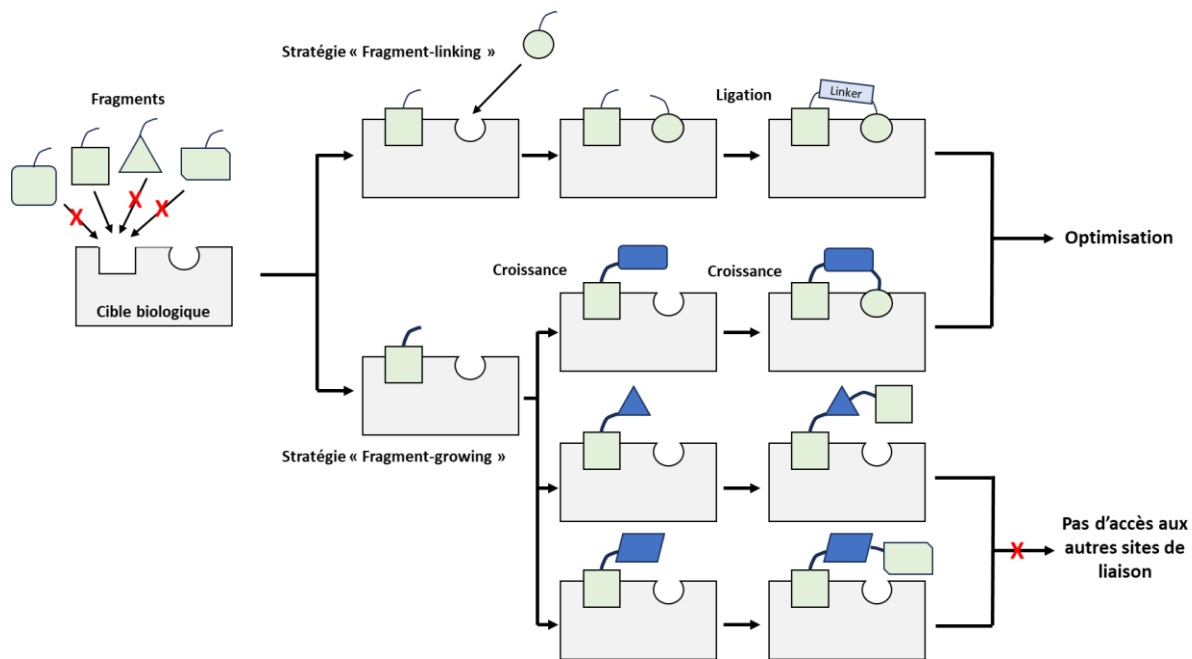 Stratégie « Fragment-linking »
Fragments
X
X
X
Cible biologique
Ligation
Linker
Optimisation
Croissance
Croissance
Stratégie « Fragment-growing »
X
Pas d’accès aux
autres sites de
liaison